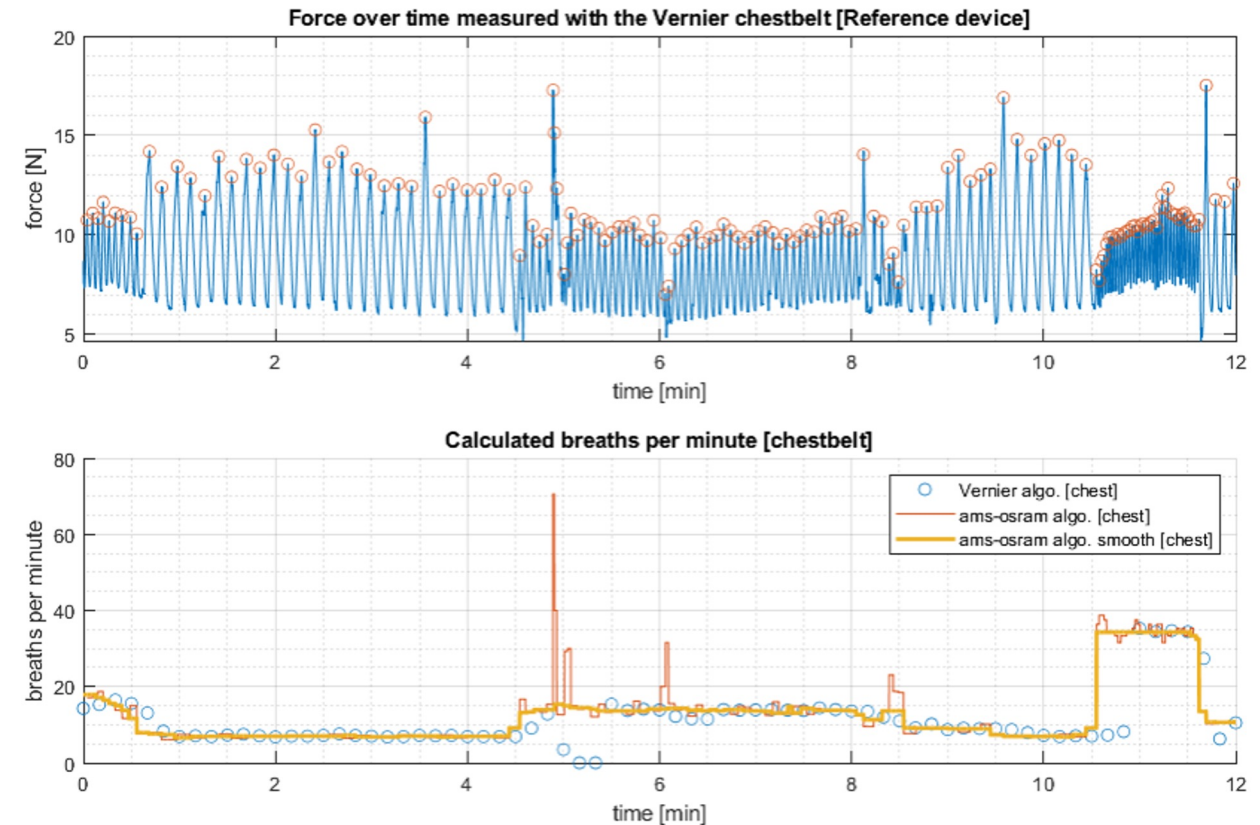 Force over time measured with the Vernier chestbelt [Reference device]
20
15
10
5
force [N]
0 2 4 6 8 10 12
time [min]
Calculated breaths per minute [chestbelt]
80
60
40
20
0
breaths per minute
Vernier algo. [chest]
ams-osram algo. [chest]
ams-osram algo. smooth [chest]
0 2 4 6 8 10 12
time [min]